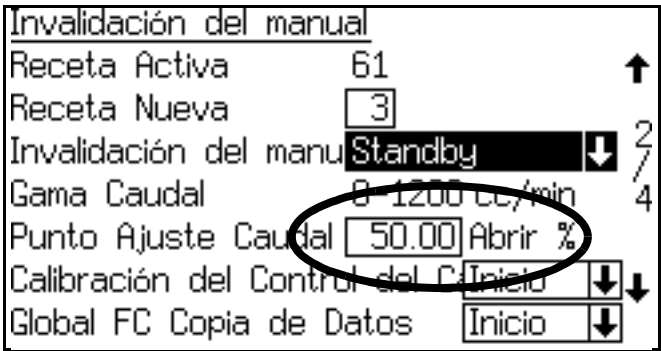 Invalidación del manual
Receta Activa 61
Receta Nueva 3
Invalidación del manu Standby
Gama Caudal 0-1200 cc/min
Punto Ajuste Caudal 50.00 Abrir %
Calibración del Control del Ca Inicio
Global FC Copia de Datos Inicio
2/4